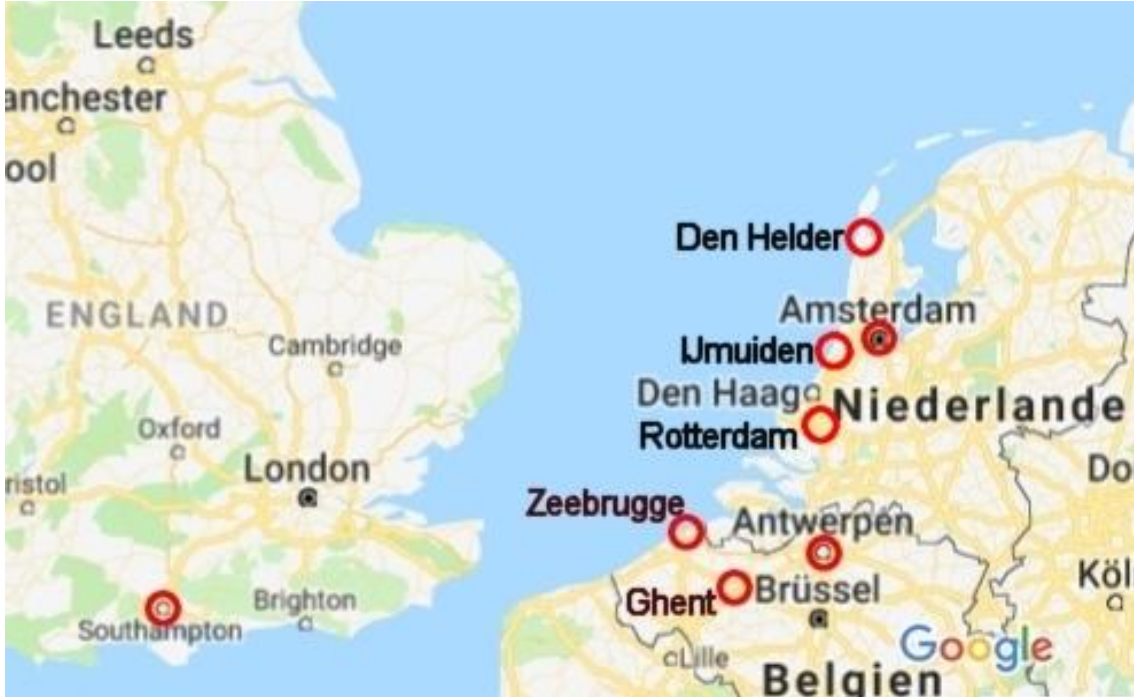 Leeds
anchester
ool
Den Helder
ENGLAND
Amsterdam
Cambridge
IJmuiden
Den Haag
Niederlande
Oxford
Rotterdam
London
Do
ristol
Zeebrugge
Antwerpen
Köl
Brighton
Ghent
Brüssel
Southampton
Google
Lille
Belgien